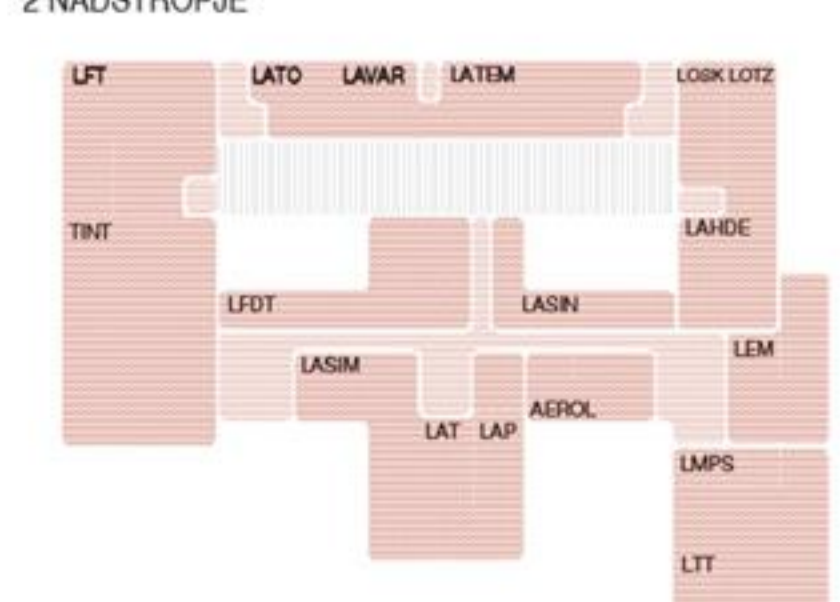 2 NADSTROPJE
LFT LATO LAVAR LATEM LOSK LOTZ
TINT LAHDE
LFDT LASIN
LEM
LASIM
AEROL
LAT LAP
LMPS
LTT